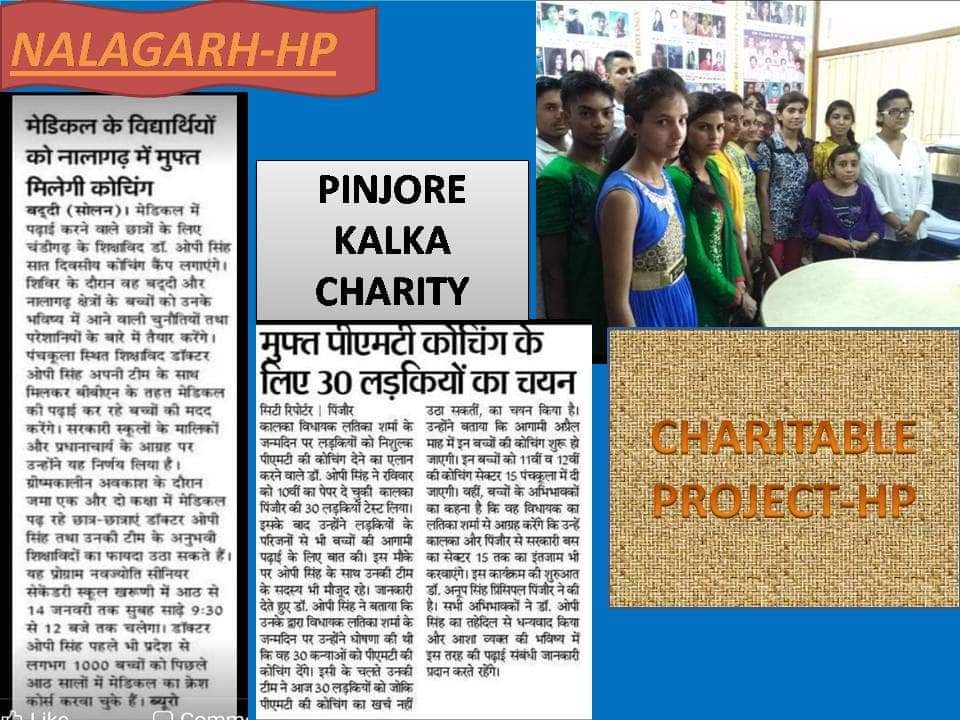 NALAGARH-HP
मेडिकल के विद्यार्थियों
को नालागढ़ में मुफ्त
मिलेगी कोचिंग
बद्दी (सोलन)। मेडिकल में
पढ़ाई करने वाले छात्रों के लिए
चंडीगढ़ के शिक्षाविद डॉ. ओपी सिंह
सात दिवसीय कोचिंग कैंप लगाएंगे।
शिविर के दौरान वह बद्दी और
नालागढ़ क्षेत्रों के बच्चों को उनके
भविष्य में आने वाली चुनौतियों तथा
परेशानियों के बारे में तैयार करेंगे।
पंचकूला स्थित शिक्षाविद डॉक्टर
ओपी सिंह अपनी टीम के साथ
मिलकर बीबीएन के तहत मेडिकल
की पढ़ाई कर रहे बच्चों की मदद
करेंगे। सरकारी स्कूलों के मालिकों
और प्रधानाचार्य के आग्रह पर
उन्होंने यह निर्णय लिया है।
ग्रीष्मकालीन अवकाश के दौरान
जमा एक और दो कक्षा में मेडिकल
पढ़ रहे छात्र-छात्राएं डॉक्टर ओपी
सिंह तथा उनकी टीम के अनुभवी
शिक्षाविदों का फायदा उठा सकते हैं।
यह प्रोग्राम नवज्योति सीनियर
सेकेंडरी स्कूल खरूणी में आठ से
14 जनवरी तक सुबह साढ़े 9:30
से 12 बजे तक चलेगा। डॉक्टर
ओपी सिंह पहले भी प्रदेश से
लगभग 1000 बच्चों को पिछले
आठ सालों में मेडिकल का क्रेश
कोर्स करवा चुके हैं। ब्यूरो
PINJORE
KALKA
CHARITY
मुफ्त पीएमटी कोचिंग के
लिए 30 लड़कियों का चयन
सिटी रिपोर्टर | पिंजौर
कालका विधायक लतिका शर्मा के
जन्मदिन पर लड़कियों को निशुल्क
पीएमटी की कोचिंग देने का एलान
करने वाले डॉ. ओपी सिंह ने रविवार
को 10वीं का पेपर दे चुकी कालका
पिंजौर की 30 लड़कियों टेस्ट लिया।
इसके बाद उन्होंने लड़कियों के
परिजनों से भी बच्चों की आगामी
पढ़ाई के लिए बात की। इस मौके
पर ओपी सिंह के साथ उनकी टीम
के सदस्य भी मौजूद रहे। जानकारी
देते हुए डॉ. ओपी सिंह ने बताया कि
उनके द्वारा विधायक लतिका शर्मा के
जन्मदिन पर उन्होंने घोषणा की थी
कि वह 30 कन्याओं को पीएमटी की
कोचिंग देंगे। इसी के चलते उनकी
टीम ने आज 30 लड़कियों को जोकि
पीएमटी की कोचिंग का खर्च नहीं
उठा सकतीं, का चयन किया है।
उन्होंने बताया कि आगामी अप्रैल
माह में इन बच्चों की कोचिंग शुरू हो
जाएगी। इन बच्चों को 11वीं व 12वीं
की कोचिंग सेक्टर 15 पंचकूला में दी
जाएगी। वहीं, बच्चों के अभिभावकों
का कहना है कि वह विधायक का
लतिका शर्मा से आग्रह करेंगे कि उन्हें
कालका और पिंजौर से सरकारी बस
का सेक्टर 15 तक का इंतजाम भी
करवाएंगे। इस कार्यक्रम की शुरुआत
डॉ. अनूप सिंह प्रिंसिपल पिंजौर ने की
है। सभी अभिभावकों ने डॉ. ओपी
सिंह का तहेदिल से धन्यवाद किया
और आशा व्यक्त की भविष्य में
इस तरह की पढ़ाई संबंधी जानकारी
प्रदान करते रहेंगे।
CHARITABLE
PROJECT-HP